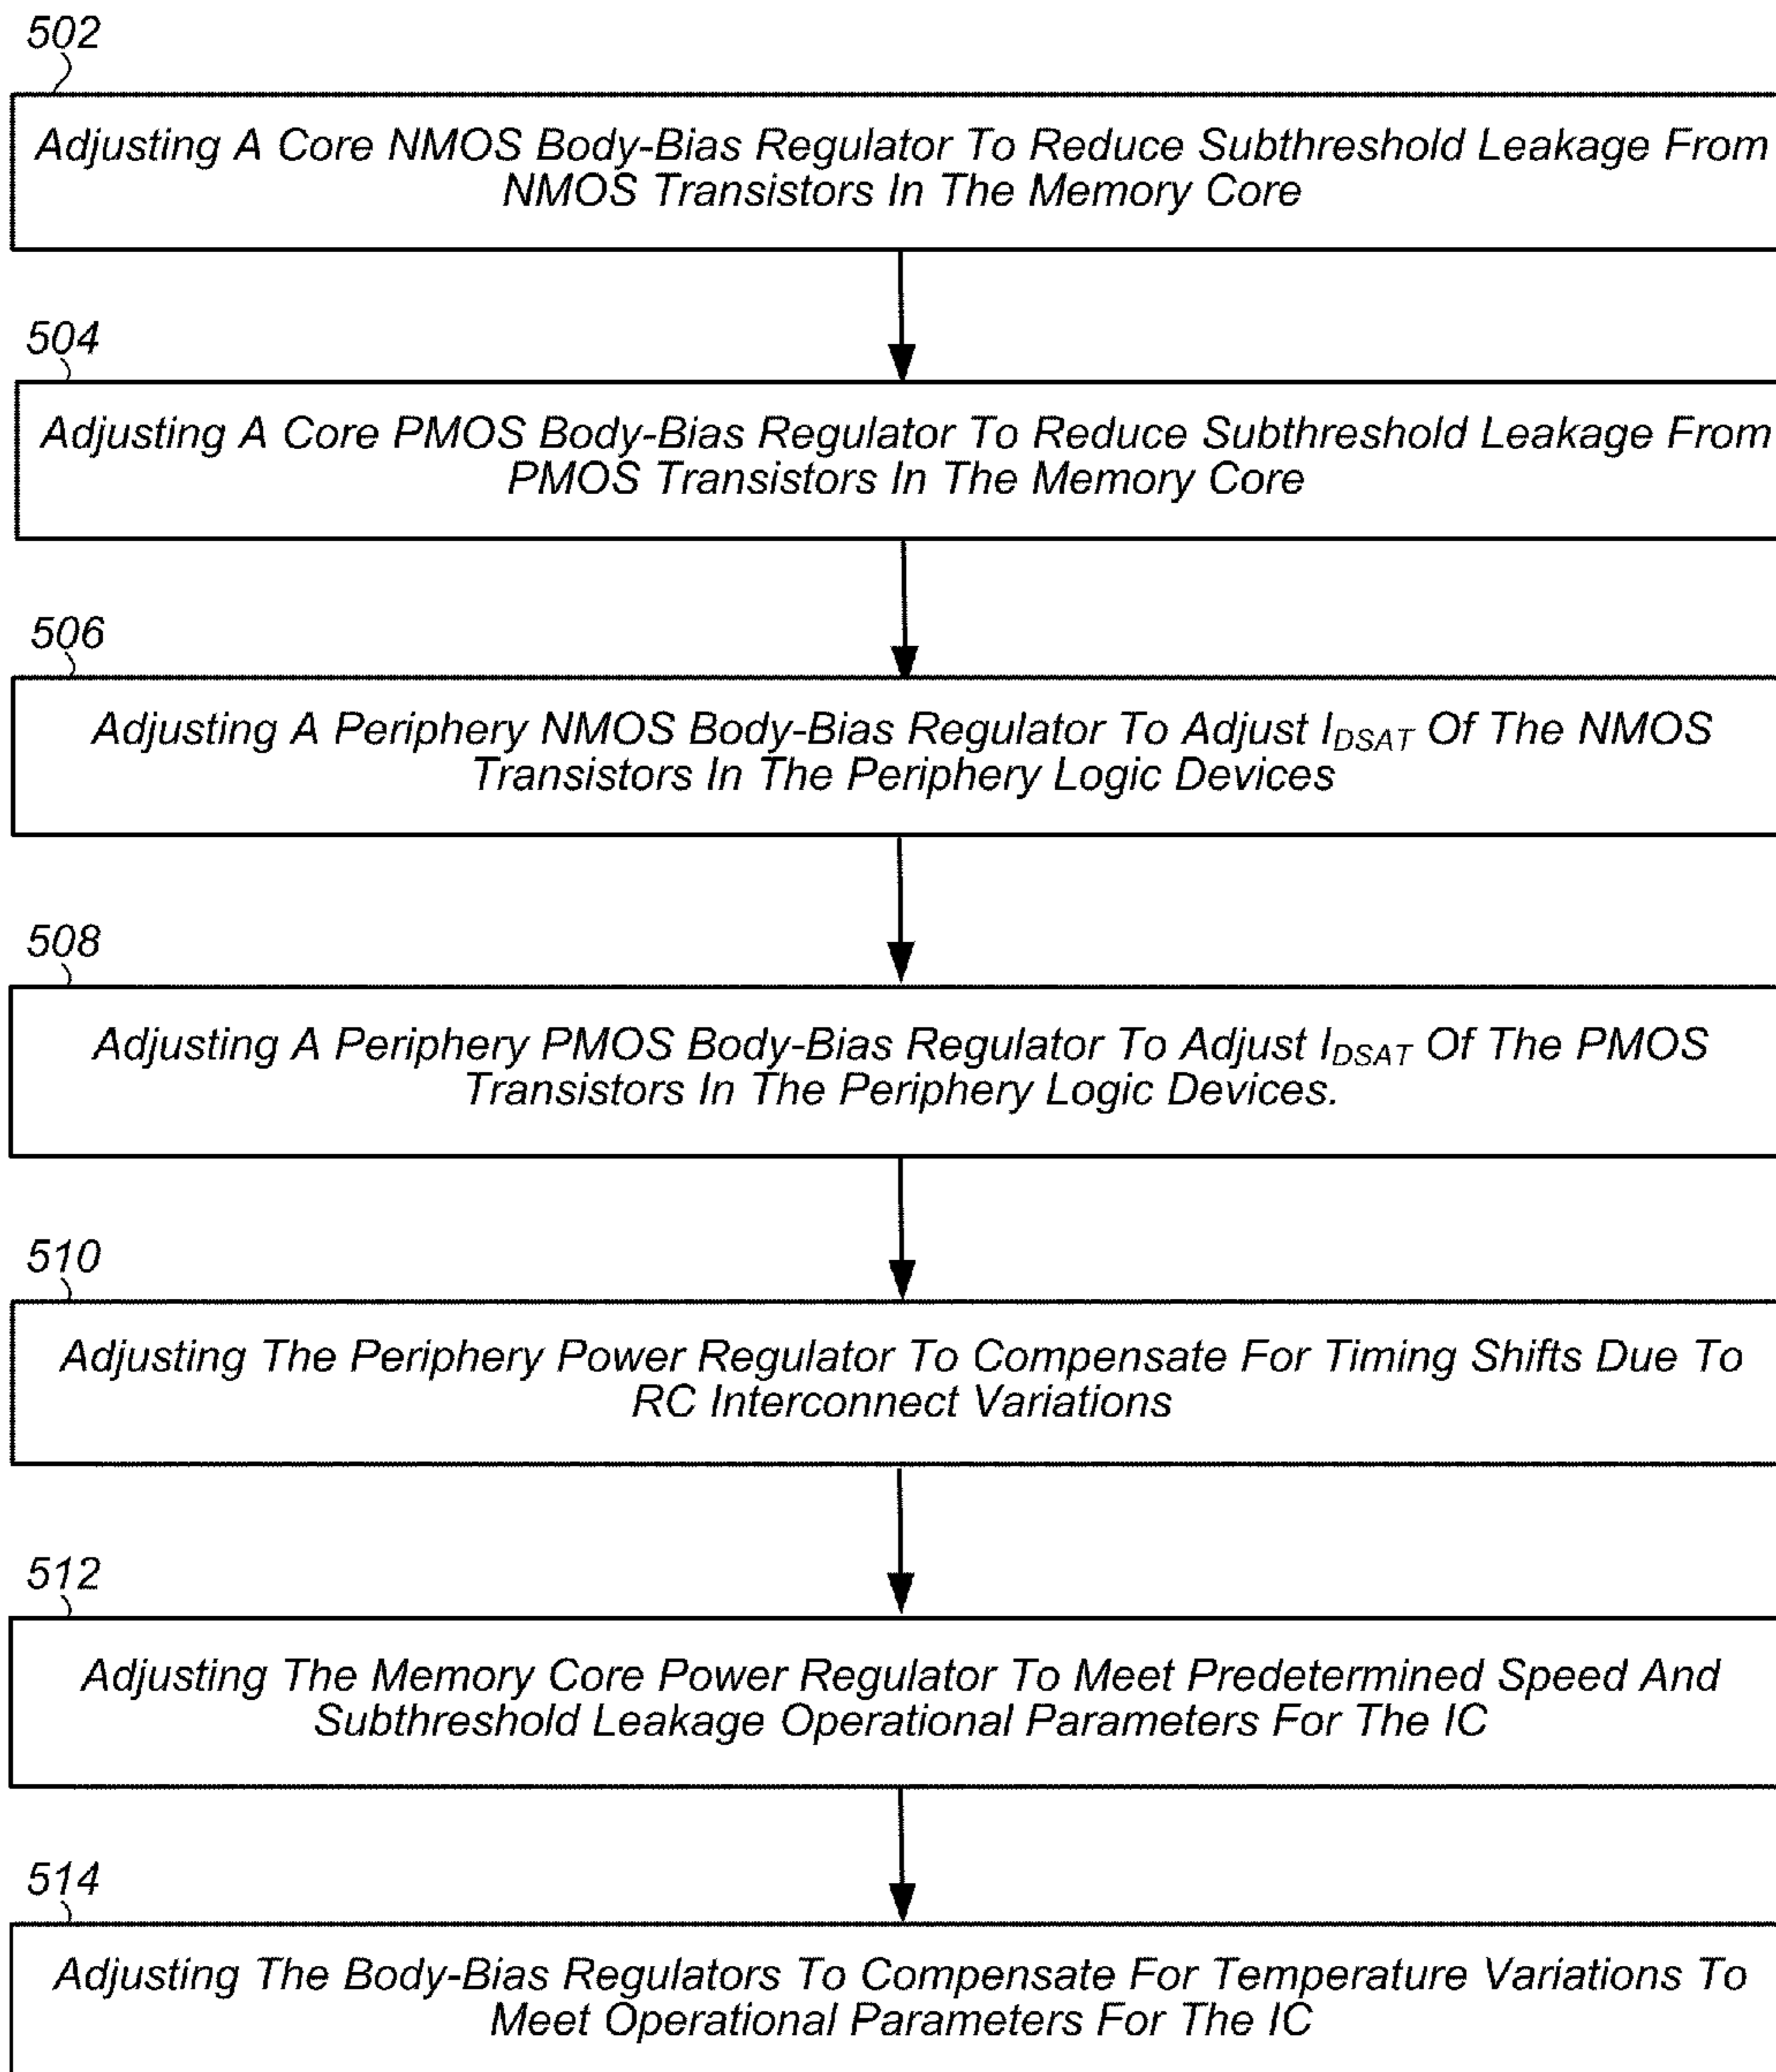 502
Adjusting A Core NMOS Body-Bias Regulator To Reduce Subthreshold Leakage From
NMOS Transistors In The Memory Core
504
Adjusting A Core PMOS Body-Bias Regulator To Reduce Subthreshold Leakage From
PMOS Transistors In The Memory Core
506
Adjusting A Periphery NMOS Body-Bias Regulator To Adjust I_DSAT Of The NMOS
Transistors In The Periphery Logic Devices
508
Adjusting A Periphery PMOS Body-Bias Regulator To Adjust I_DSAT Of The PMOS
Transistors In The Periphery Logic Devices.
510
Adjusting The Periphery Power Regulator To Compensate For Timing Shifts Due To
RC Interconnect Variations
512
Adjusting The Memory Core Power Regulator To Meet Predetermined Speed And
Subthreshold Leakage Operational Parameters For The IC
514
Adjusting The Body-Bias Regulators To Compensate For Temperature Variations To
Meet Operational Parameters For The IC